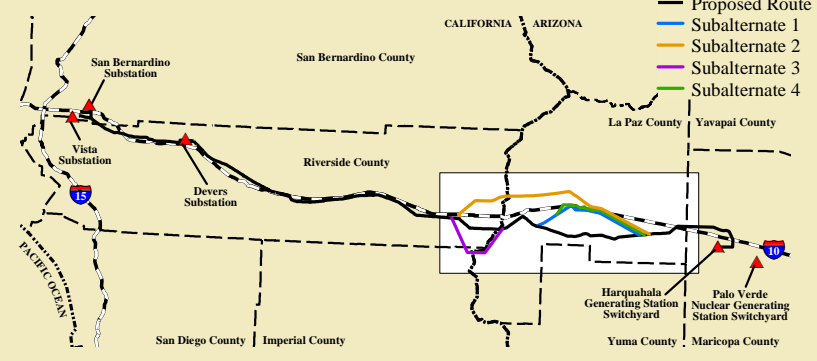 Proposed Route
Subalternate 1
Subalternate 2
Subalternate 3
Subalternate 4
CALIFORNIA
ARIZONA
San Bernardino County
San Bernardino
Substation
La Paz County
Yavapai County
Vista
Substation
Riverside County
Devers
Substation
15
PACIFIC OCEAN
10
Harquahala
Generating Station
Switchyard
Palo Verde
Nuclear Generating
Station Switchyard
San Diego County
Imperial County
Yuma County
Maricopa County